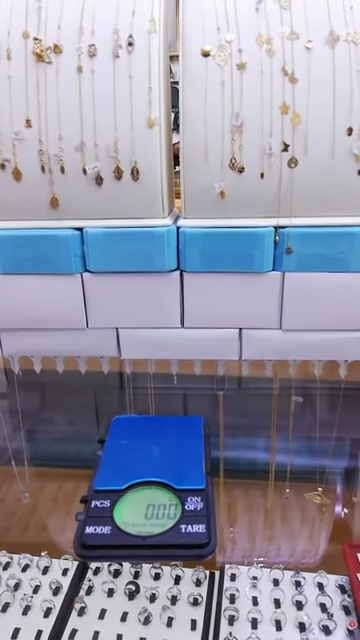 0.00
PCS
ON
OFF
MODE
TARE